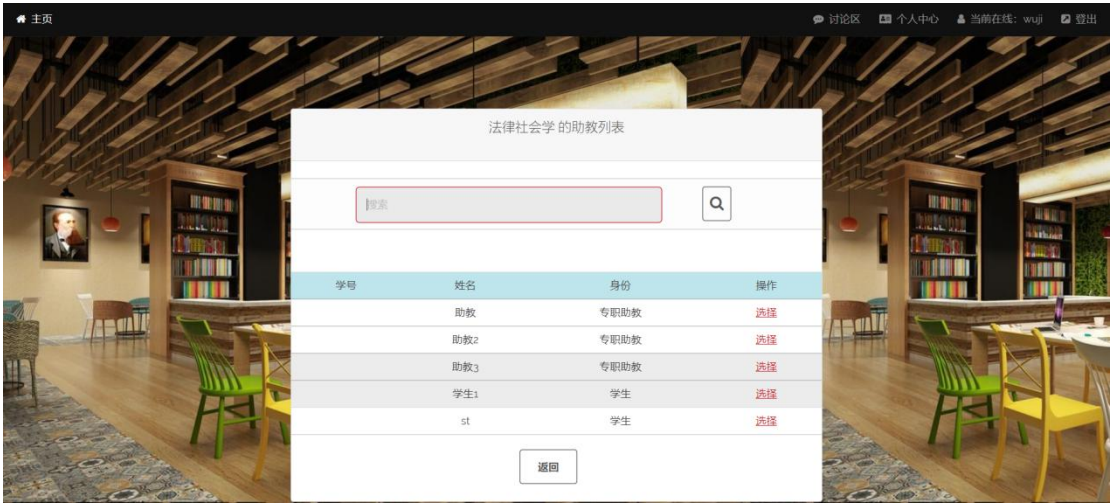 主页 讨论区 个人中心 当前在线：wuji 登出
法律社会学 的助教列表
搜索
学号 姓名 身份 操作
助教 专职助教 选择
助教2 专职助教 选择
助教3 专职助教 选择
学生1 学生 选择
st 学生 选择
返回